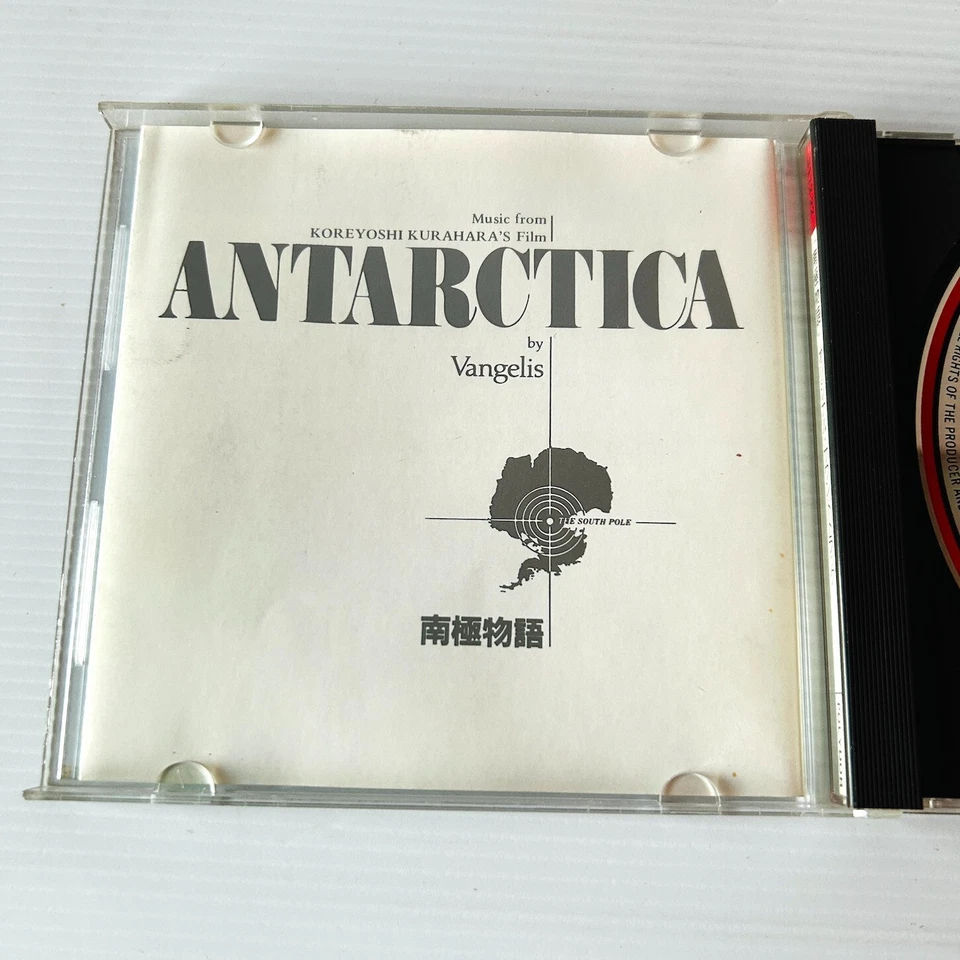 Music from
KOREYOSHI KURAHARA'S Film
ANTARCTICA
by
Vangelis
THE SOUTH POLE
南極物語
RIGHTS OF THE PRODUCER AND